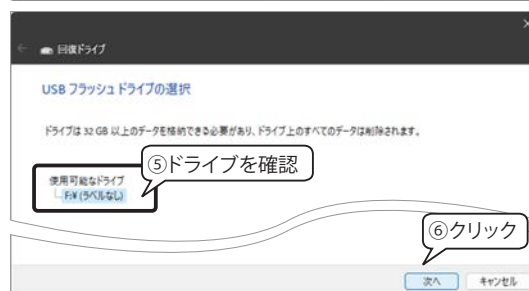 回復ドライブ
USB フラッシュ ドライブの選択
ドライブは 32 GB 以上のデータを格納できる必要があり、ドライブ上のすべてのデータは削除されます。
⑤ドライブを確認
使用可能なドライブ
F:¥ (ラベルなし)
⑥クリック
次へ
キャンセル